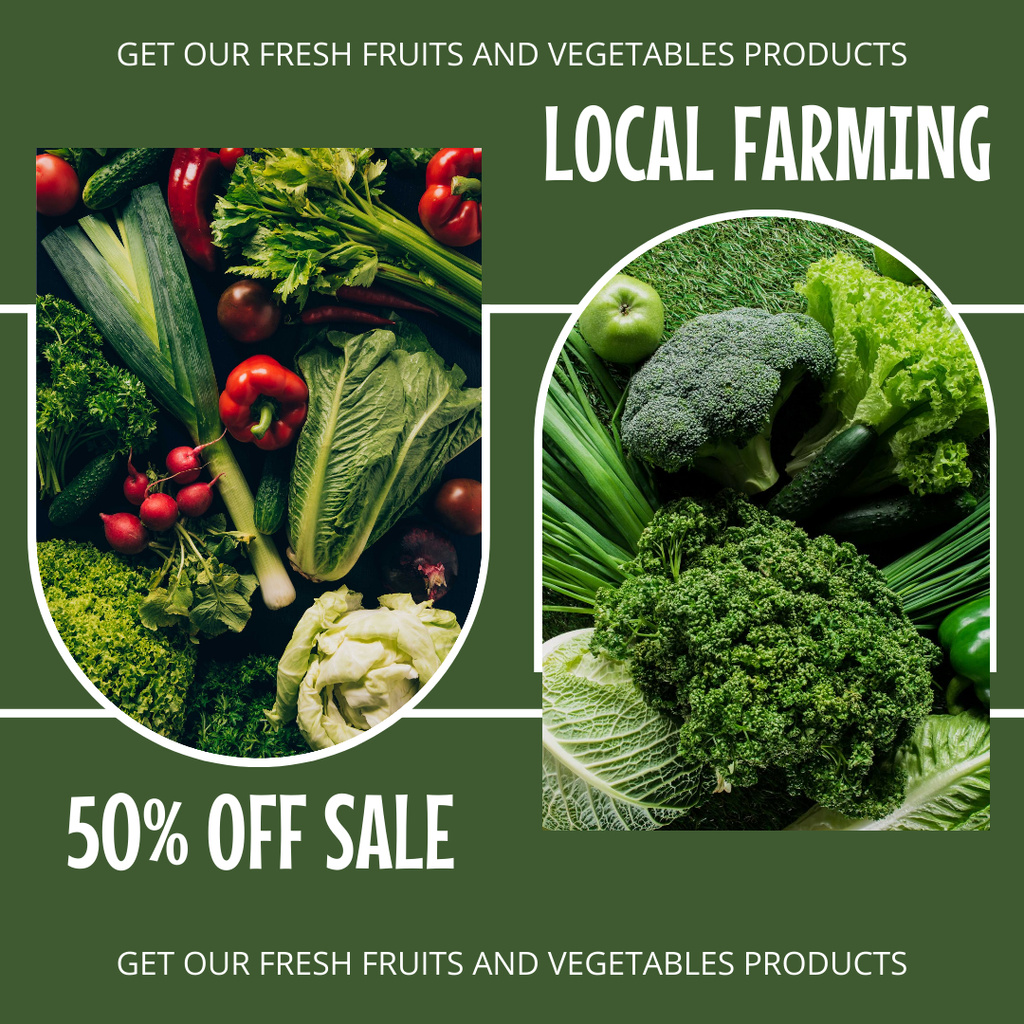 GET OUR FRESH FRUITS AND VEGETABLES PRODUCTS
LOCAL FARMING
50% OFF SALE
GET OUR FRESH FRUITS AND VEGETABLES PRODUCTS